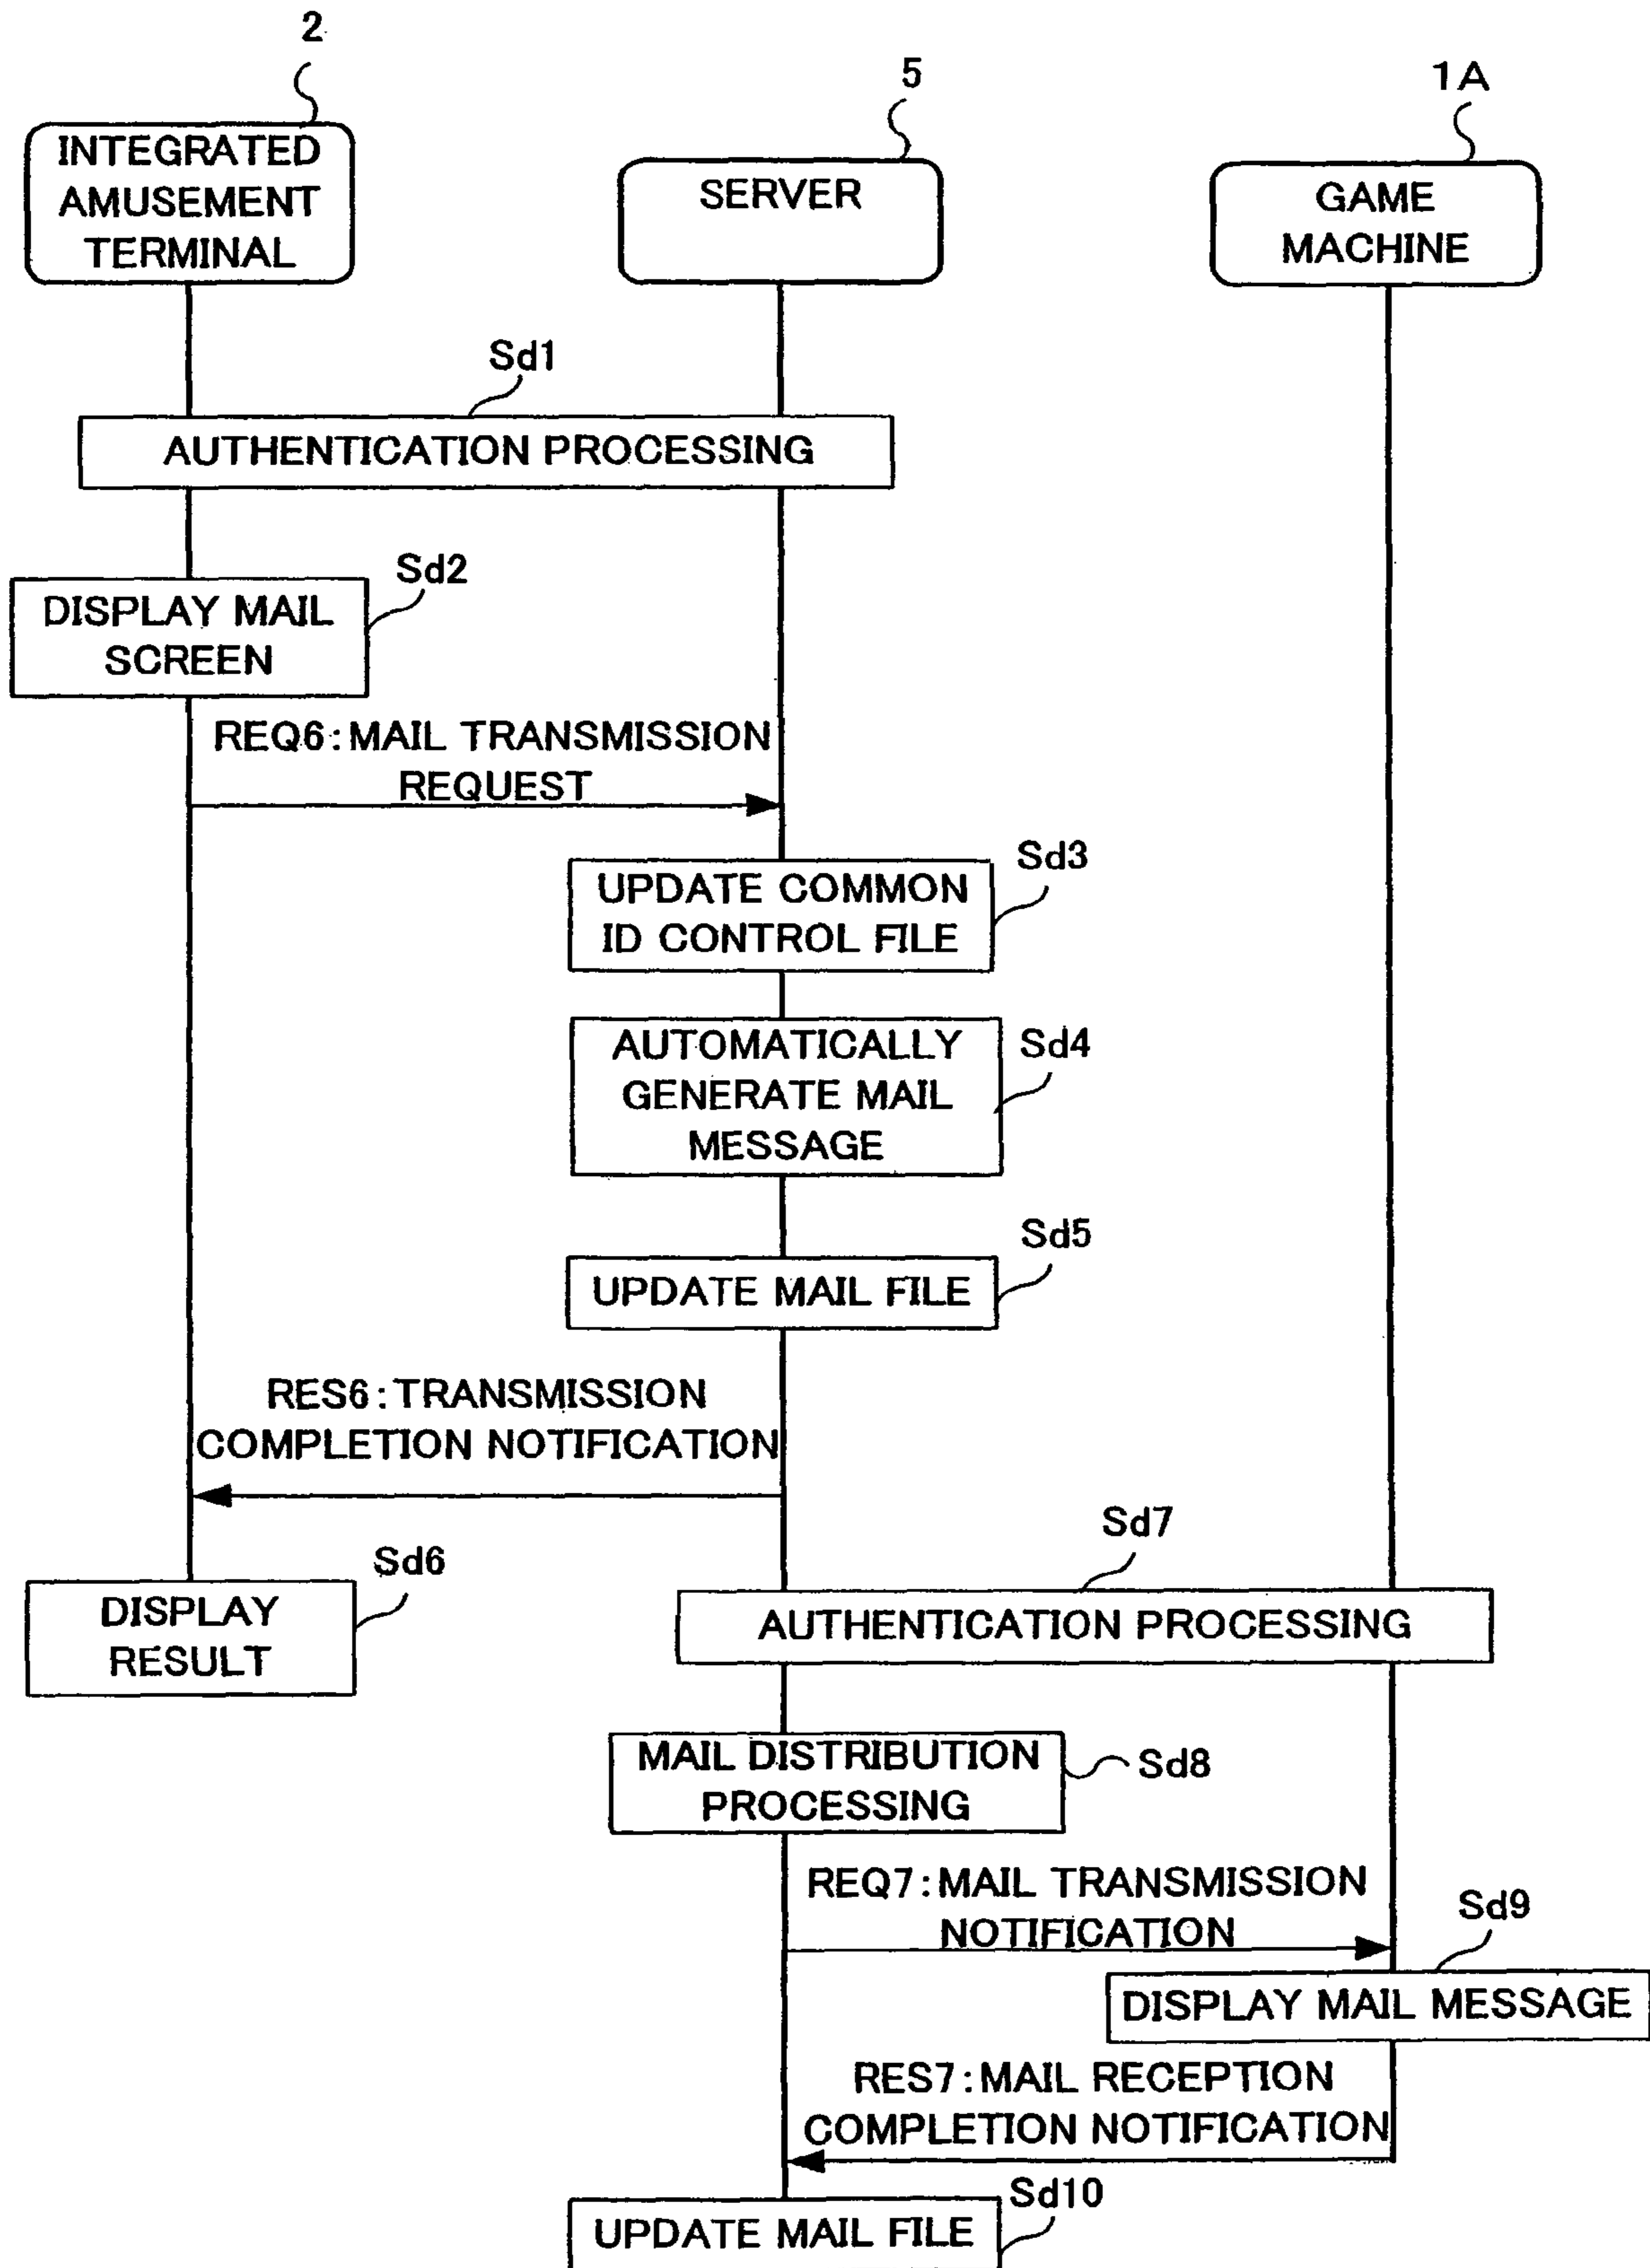 2
5
1A
INTEGRATED
AMUSEMENT
TERMINAL
SERVER
GAME
MACHINE
Sd1
AUTHENTICATION PROCESSING
Sd2
DISPLAY MAIL
SCREEN
REQ6:MAIL TRANSMISSION
REQUEST
Sd3
UPDATE COMMON
ID CONTROL FILE
Sd4
AUTOMATICALLY
GENERATE MAIL
MESSAGE
Sd5
UPDATE MAIL FILE
RES6:TRANSMISSION
COMPLETION NOTIFICATION
Sd6
DISPLAY
RESULT
Sd7
AUTHENTICATION PROCESSING
Sd8
MAIL DISTRIBUTION
PROCESSING
REQ7:MAIL TRANSMISSION
NOTIFICATION
Sd9
DISPLAY MAIL MESSAGE
RES7:MAIL RECEPTION
COMPLETION NOTIFICATION
Sd10
UPDATE MAIL FILE